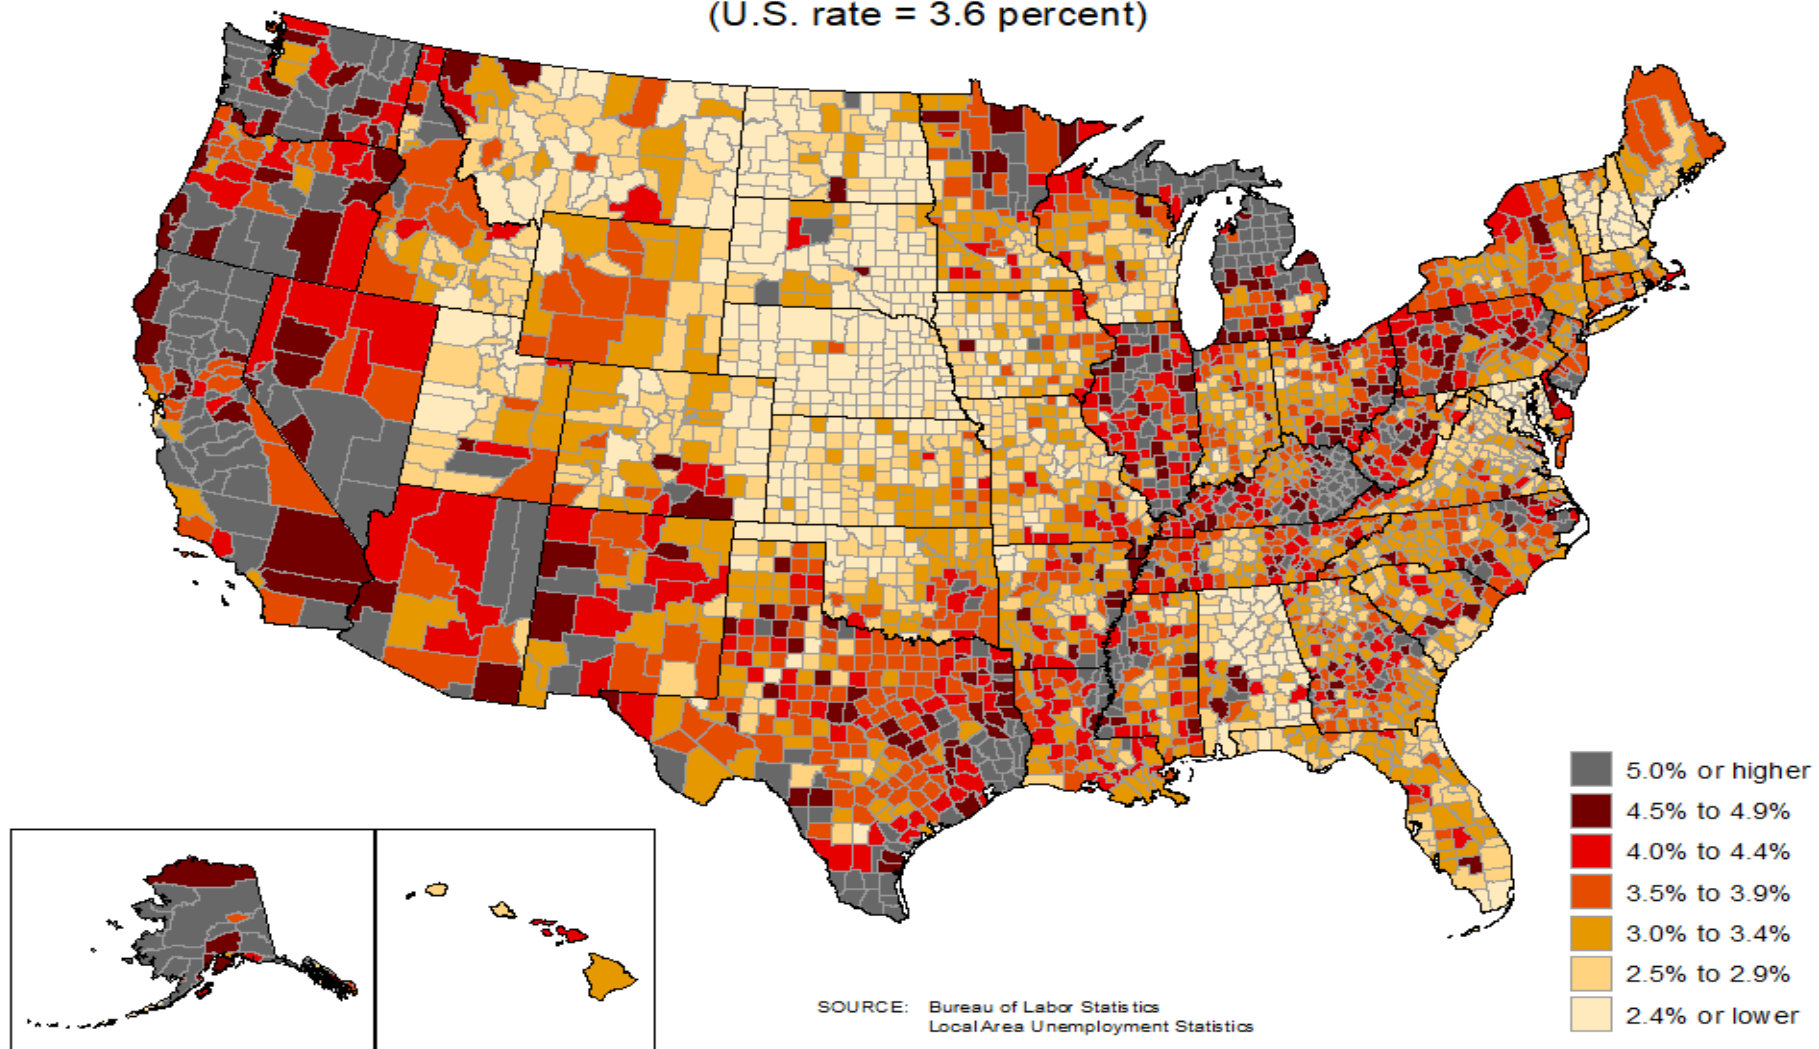 (U.S. rate = 3.6 percent)
5.0% or higher
4.5% to 4.9%
4.0% to 4.4%
3.5% to 3.9%
3.0% to 3.4%
2.5% to 2.9%
2.4% or lower
SOURCE: Bureau of Labor Statistics
Local Area Unemployment Statistics